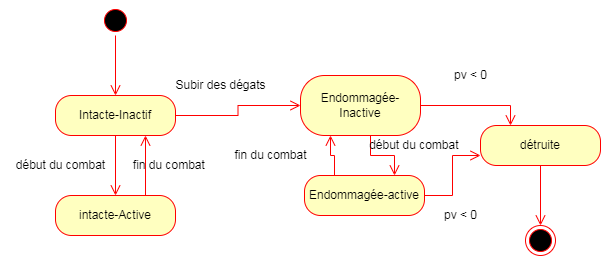 pv < 0
Subir des dégats
Endommagée-
Inactive
Intacte-Inactif
début du combat
détruite
fin du combat
début du combat
fin du combat
Endommagée-active
intacte-Active
pv < 0